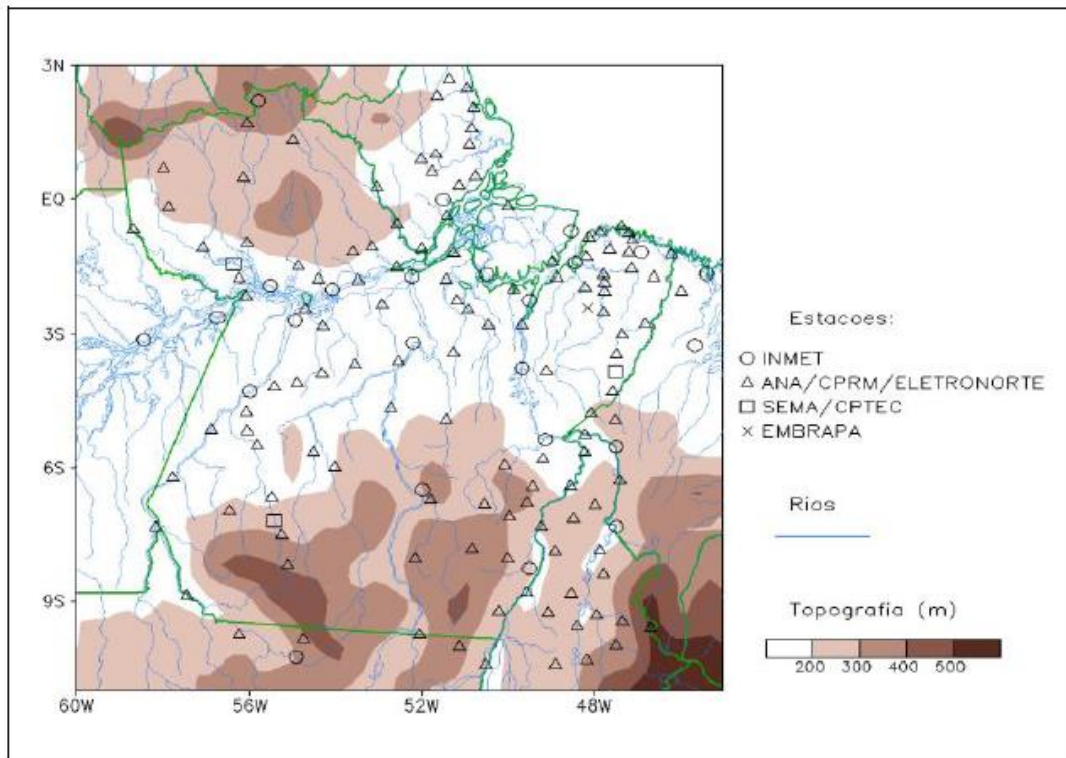 3N
EQ
3S
6S
9S
60W 56W 52W 48W
Estacoes:
INMET
ANA/CPRM/ELETRONORTE
SEMA/CPTEC
EMBRAPA
Rios
Topografia (m)
200 300 400 500